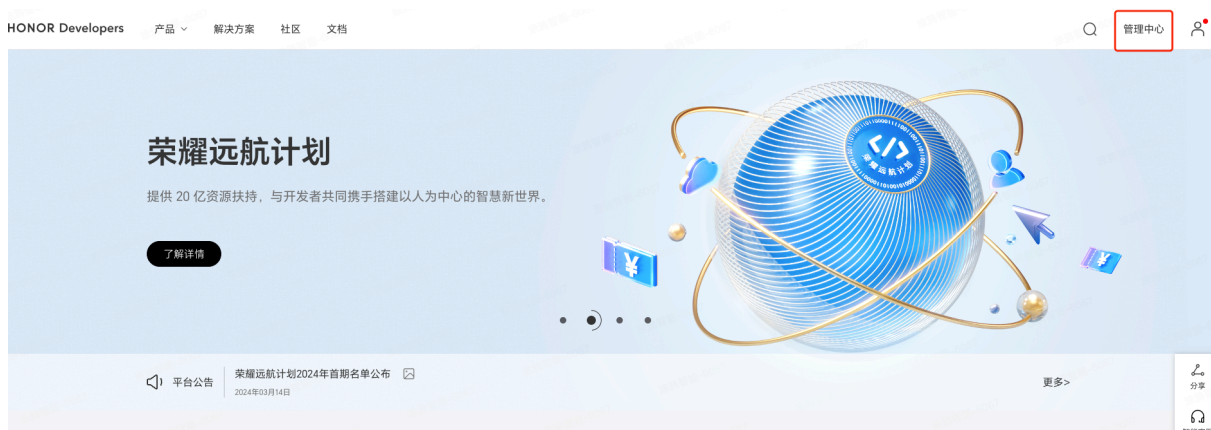 HONOR Developers 产品 解决方案 社区 文档 管理中心
荣耀远航计划
提供 20 亿资源扶持，与开发者共同携手搭建以人为中心的智慧新世界。
了解详情
荣耀远航计划
平台公告 荣耀远航计划2024年首期名单公布 更多>
2024年03月14日
分享